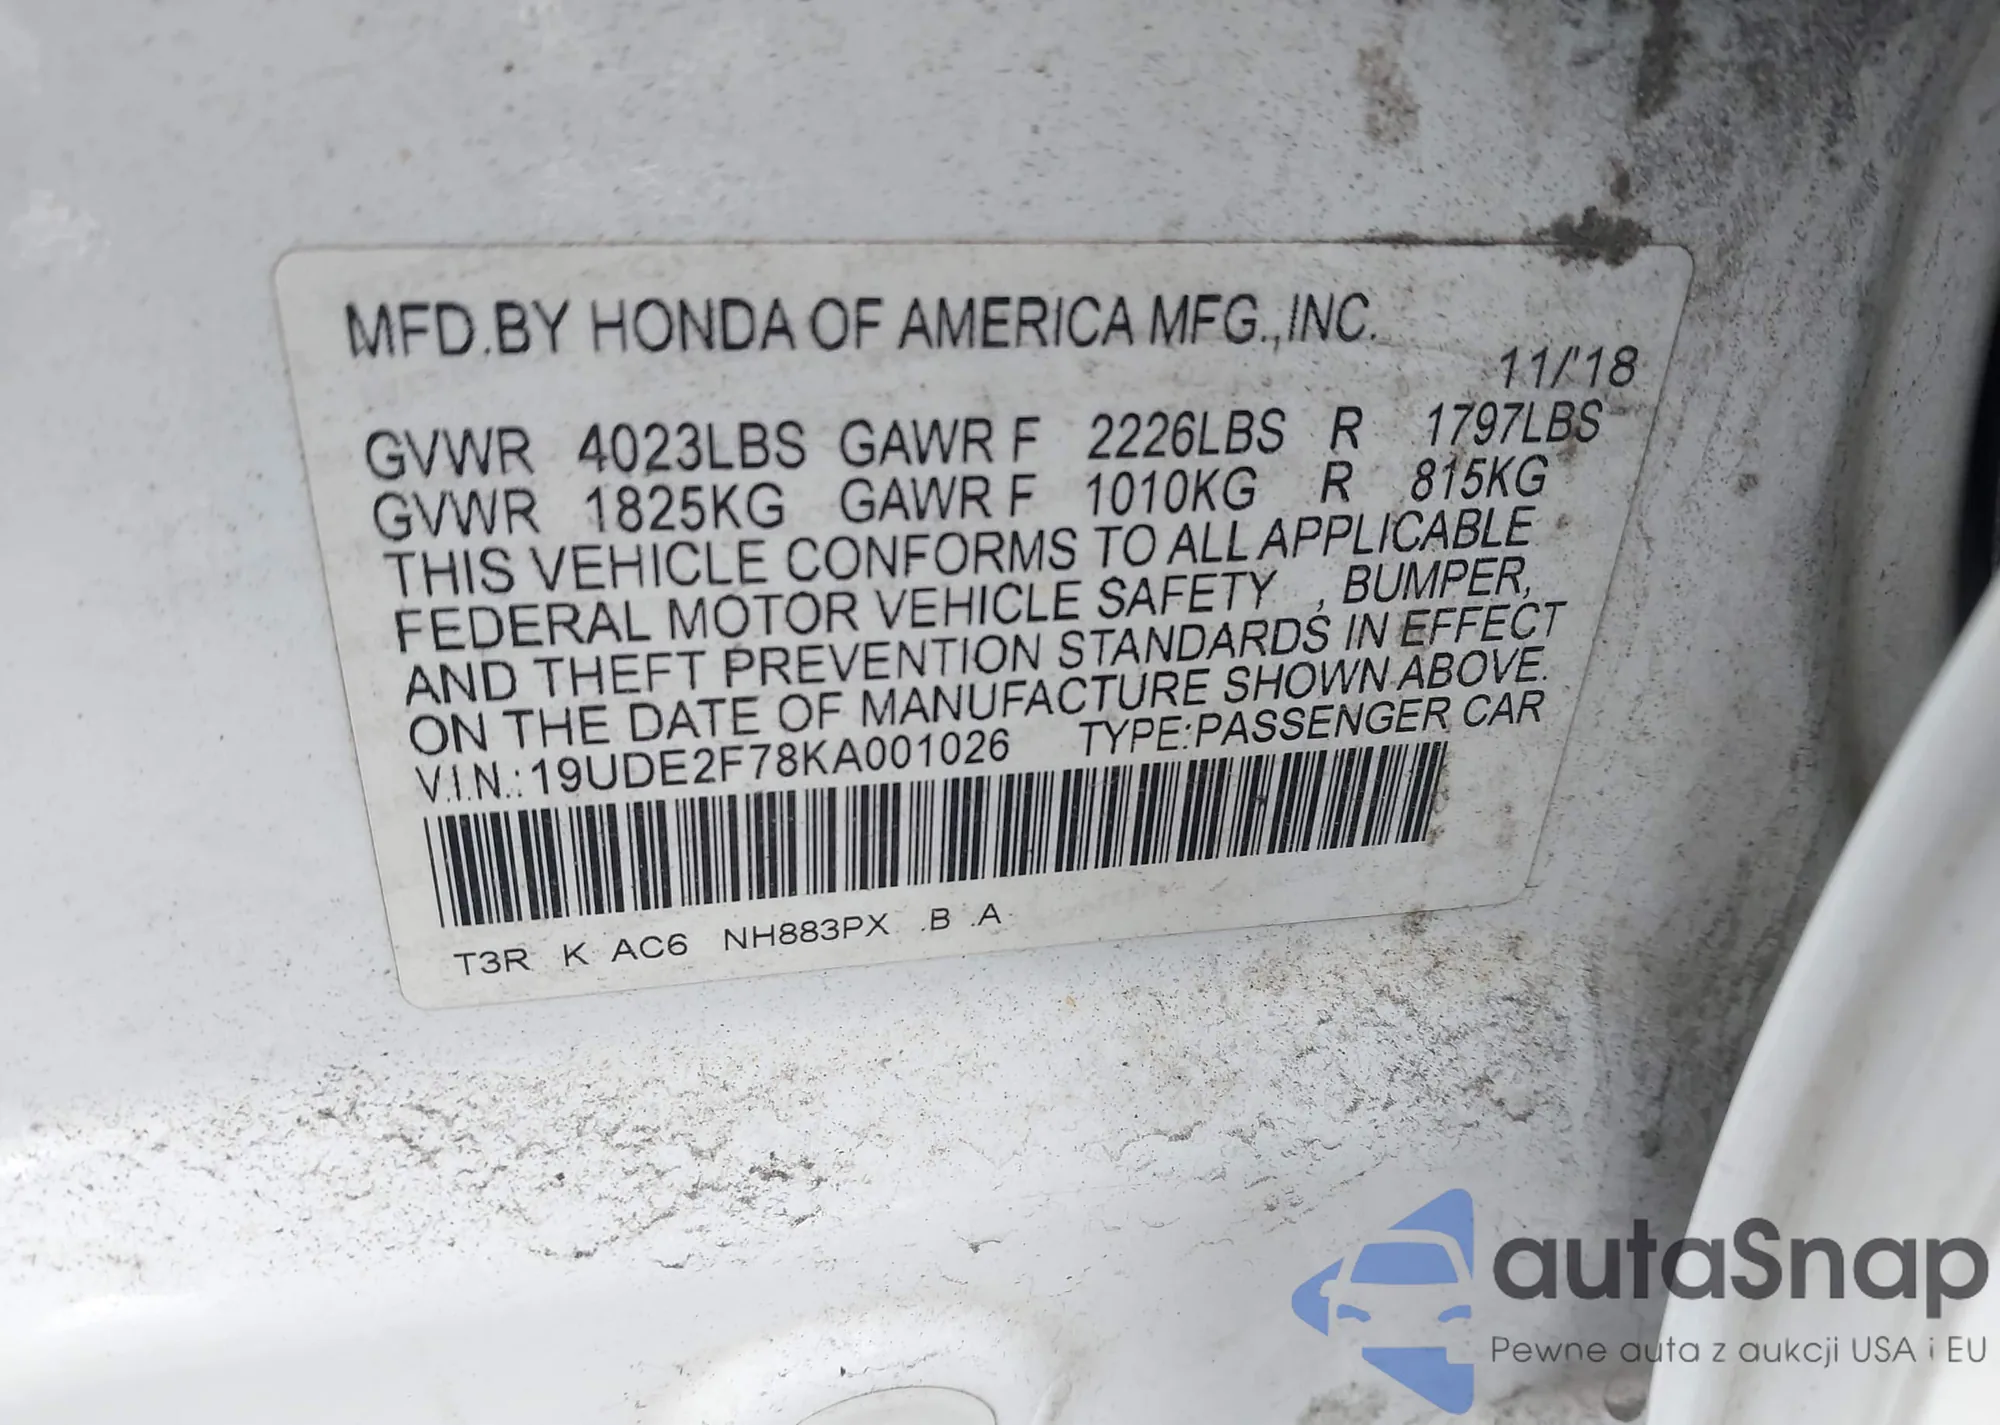 MFD.BY HONDA OF AMERICA MFG.,INC.
11/'18
GVWR 4023LBS GAWR F 2226LBS R 1797LBS
GVWR 1825KG GAWR F 1010KG R 815KG
THIS VEHICLE CONFORMS TO ALL APPLICABLE
FEDERAL MOTOR VEHICLE SAFETY , BUMPER,
AND THEFT PREVENTION STANDARDS IN EFFECT
ON THE DATE OF MANUFACTURE SHOWN ABOVE.
V.I.N.:19UDE2F78KA001026 TYPE:PASSENGER CAR
T3R K AC6 NH883PX .B .A
autaSnap
Pewne auta z aukcji USA i EU